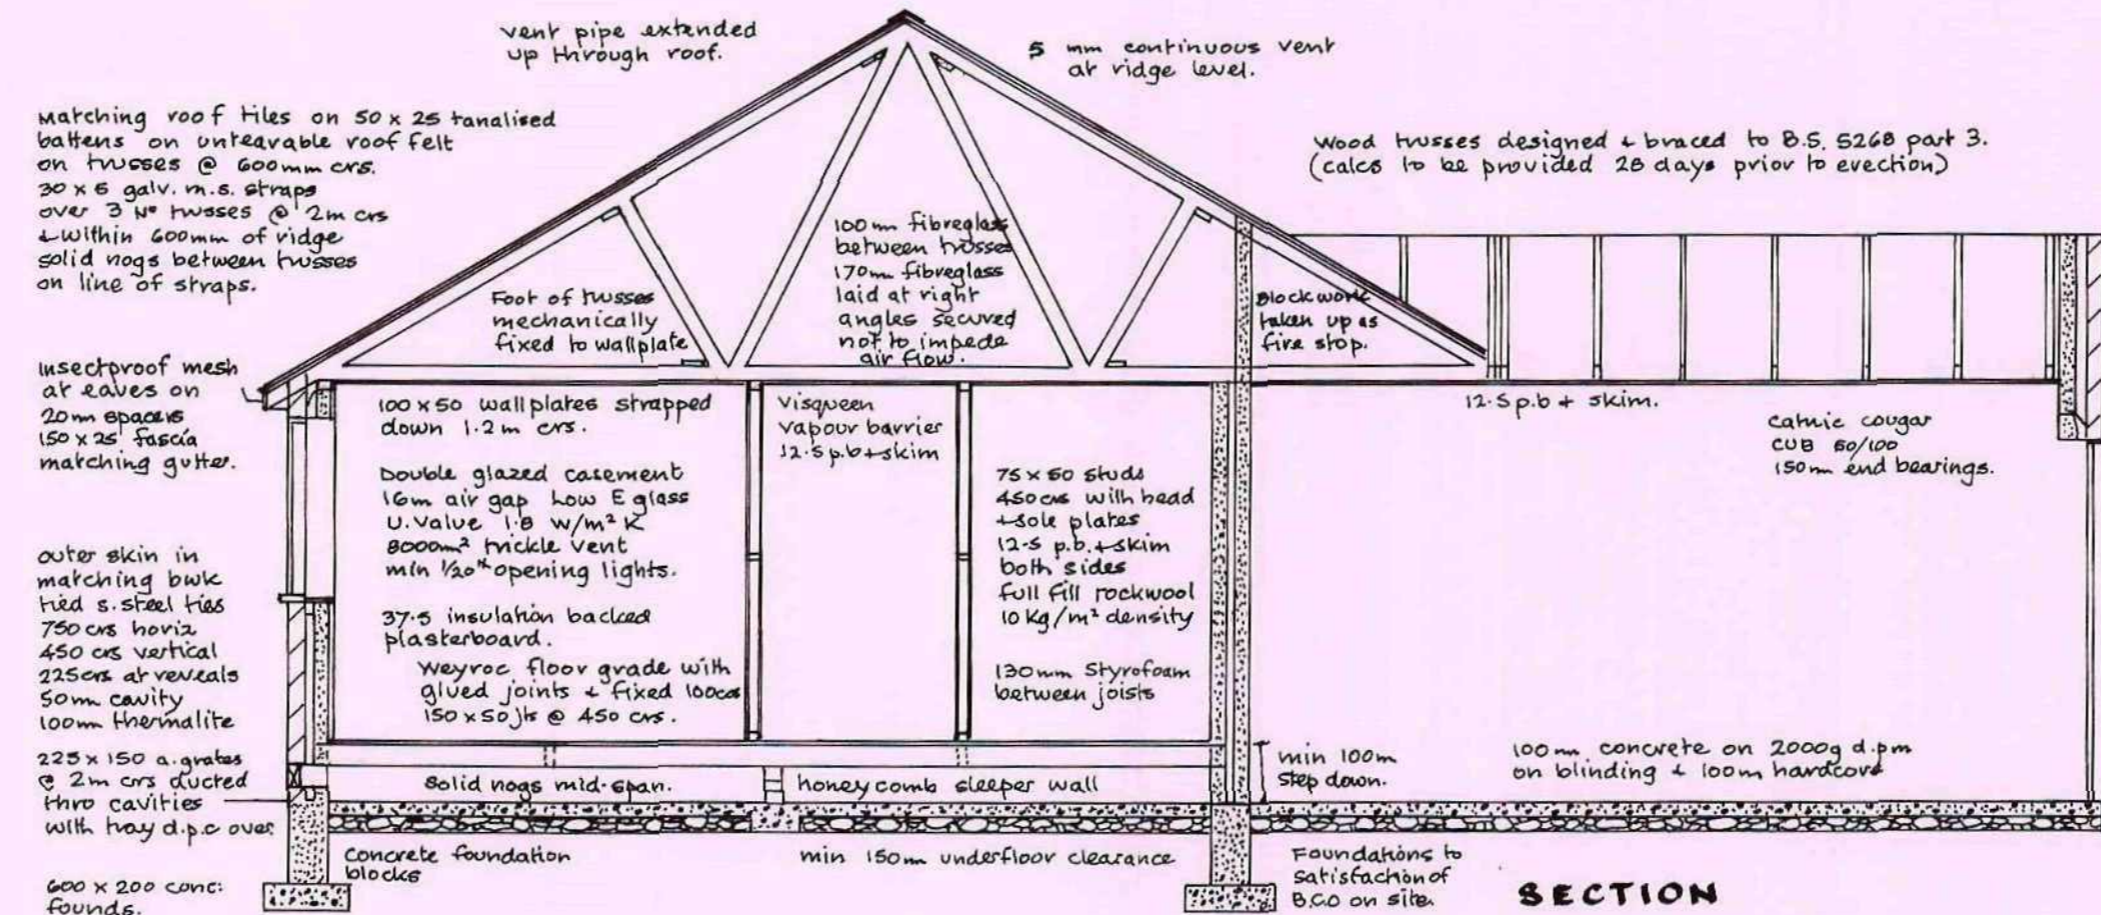 vent pipe extended
up through roof.
5 mm continuous vent
at ridge level.
Matching roof tiles on 50 x 25 tanalised
battens on untearable roof felt
on trusses @ 600mm crs.
30 x 5 galv. m.s. straps
over 3 No trusses @ 2m crs
+ within 600mm of ridge
solid nogs between trusses
on line of straps.
Wood trusses designed + braced to B.S. 5268 part 3.
(calcs to be provided 28 days prior to erection)
100mm fibreglass
between trusses
170mm fibreglass
laid at right
angles secured
not to impede
air flow.
Foot of trusses
mechanically
fixed to wallplate
Blockwork
taken up as
fire stop.
insectproof mesh
at eaves on
20mm spacers
150 x 25 fascia
matching gutter.
100 x 50 wallplates strapped
down 1.2m crs.
Visqueen
vapour barrier
12.5 p.b + skim
12.5 p.b + skim.
catnic cougar
CUB 50/100
150mm end bearings.
Double glazed casement
16m air gap Low E glass
U.Value 1.8 W/m² K
8000m² trickle vent
min 1/20th opening lights.
75 x 50 studs
450crs with head
+ sole plates
12.5 p.b. + skim
both sides
full fill rockwool
10 Kg/m² density
outer skin in
matching bwk
tied s.steel ties
750 crs horiz
450 crs vertical
225crs at reveals
50mm cavity
100mm thermalite
37.5 insulation backed
plasterboard.
Weyroc floor grade with
glued joints + fixed 100crs
150 x 50 jts @ 450 crs.
130mm Styrofoam
between joists
225 x 150 a.grates
@ 2m crs ducted
thro cavities
with tray d.p.c over
Solid nogs mid-span.
honeycomb sleeper wall
min 100m
step down.
100mm concrete on 2000g d.pm
on blinding + 100m hardcore
Concrete foundation
blocks
min 150m underfloor clearance
Foundations to
satisfaction of
B.C.O on site.
600 x 200 conc:
founds.
SECTION